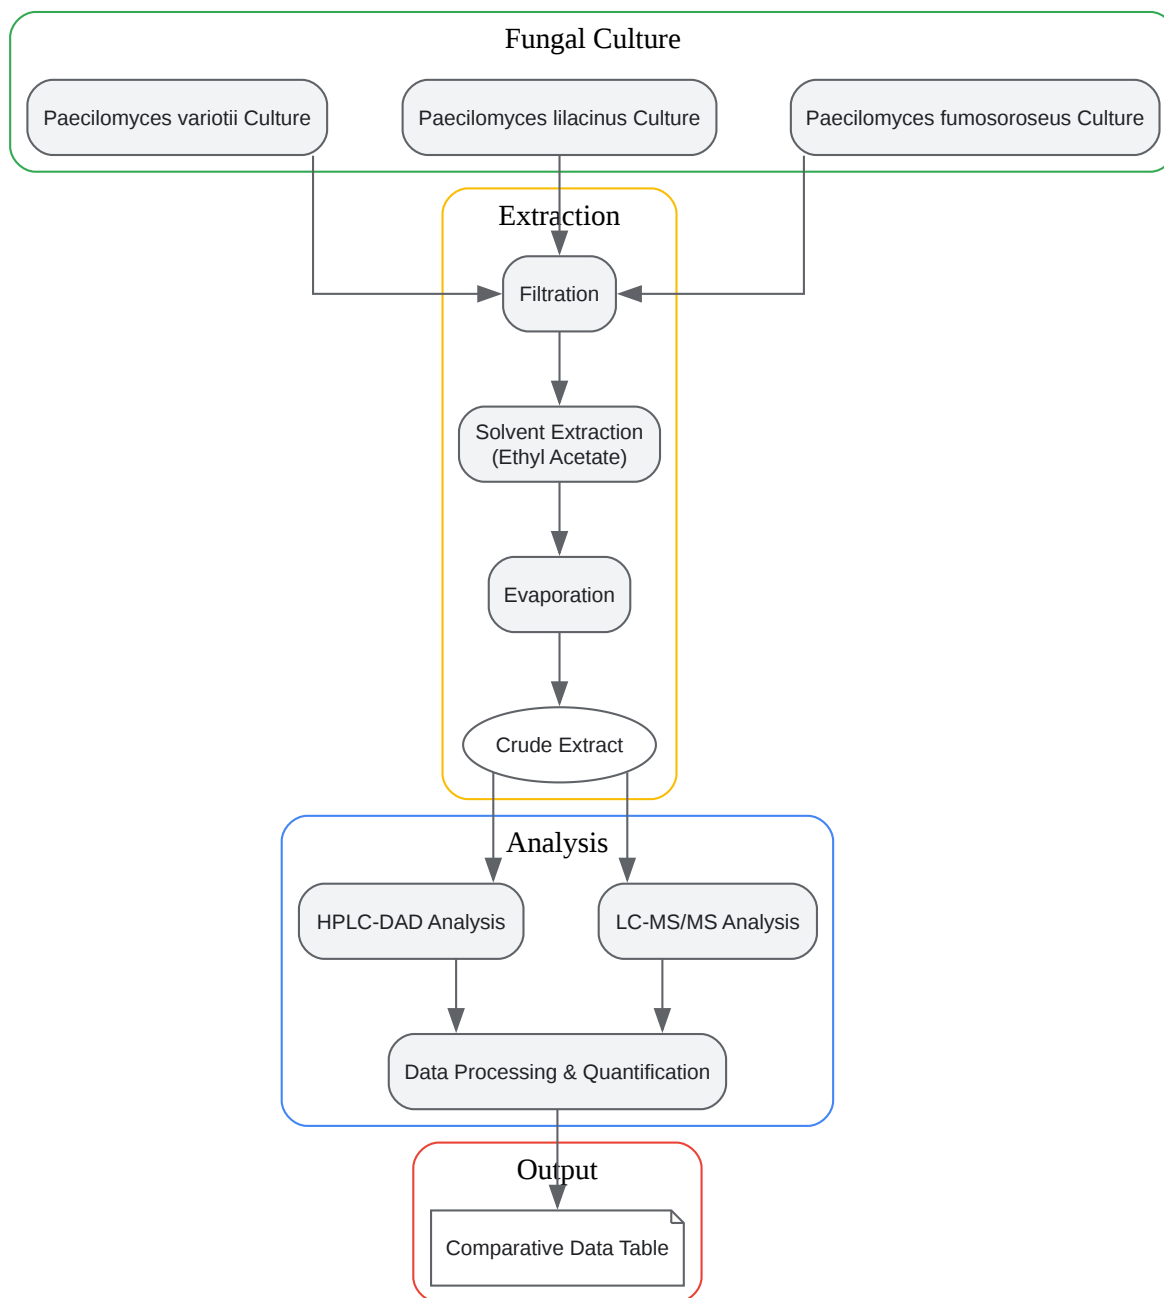 Fungal Culture
Paecilomyces variotii Culture
Paecilomyces lilacinus Culture
Paecilomyces fumosoroseus Culture
Extraction
Filtration
Solvent Extraction
(Ethyl Acetate)
Evaporation
Crude Extract
Analysis
HPLC-DAD Analysis
LC-MS/MS Analysis
Data Processing & Quantification
Output
Comparative Data Table